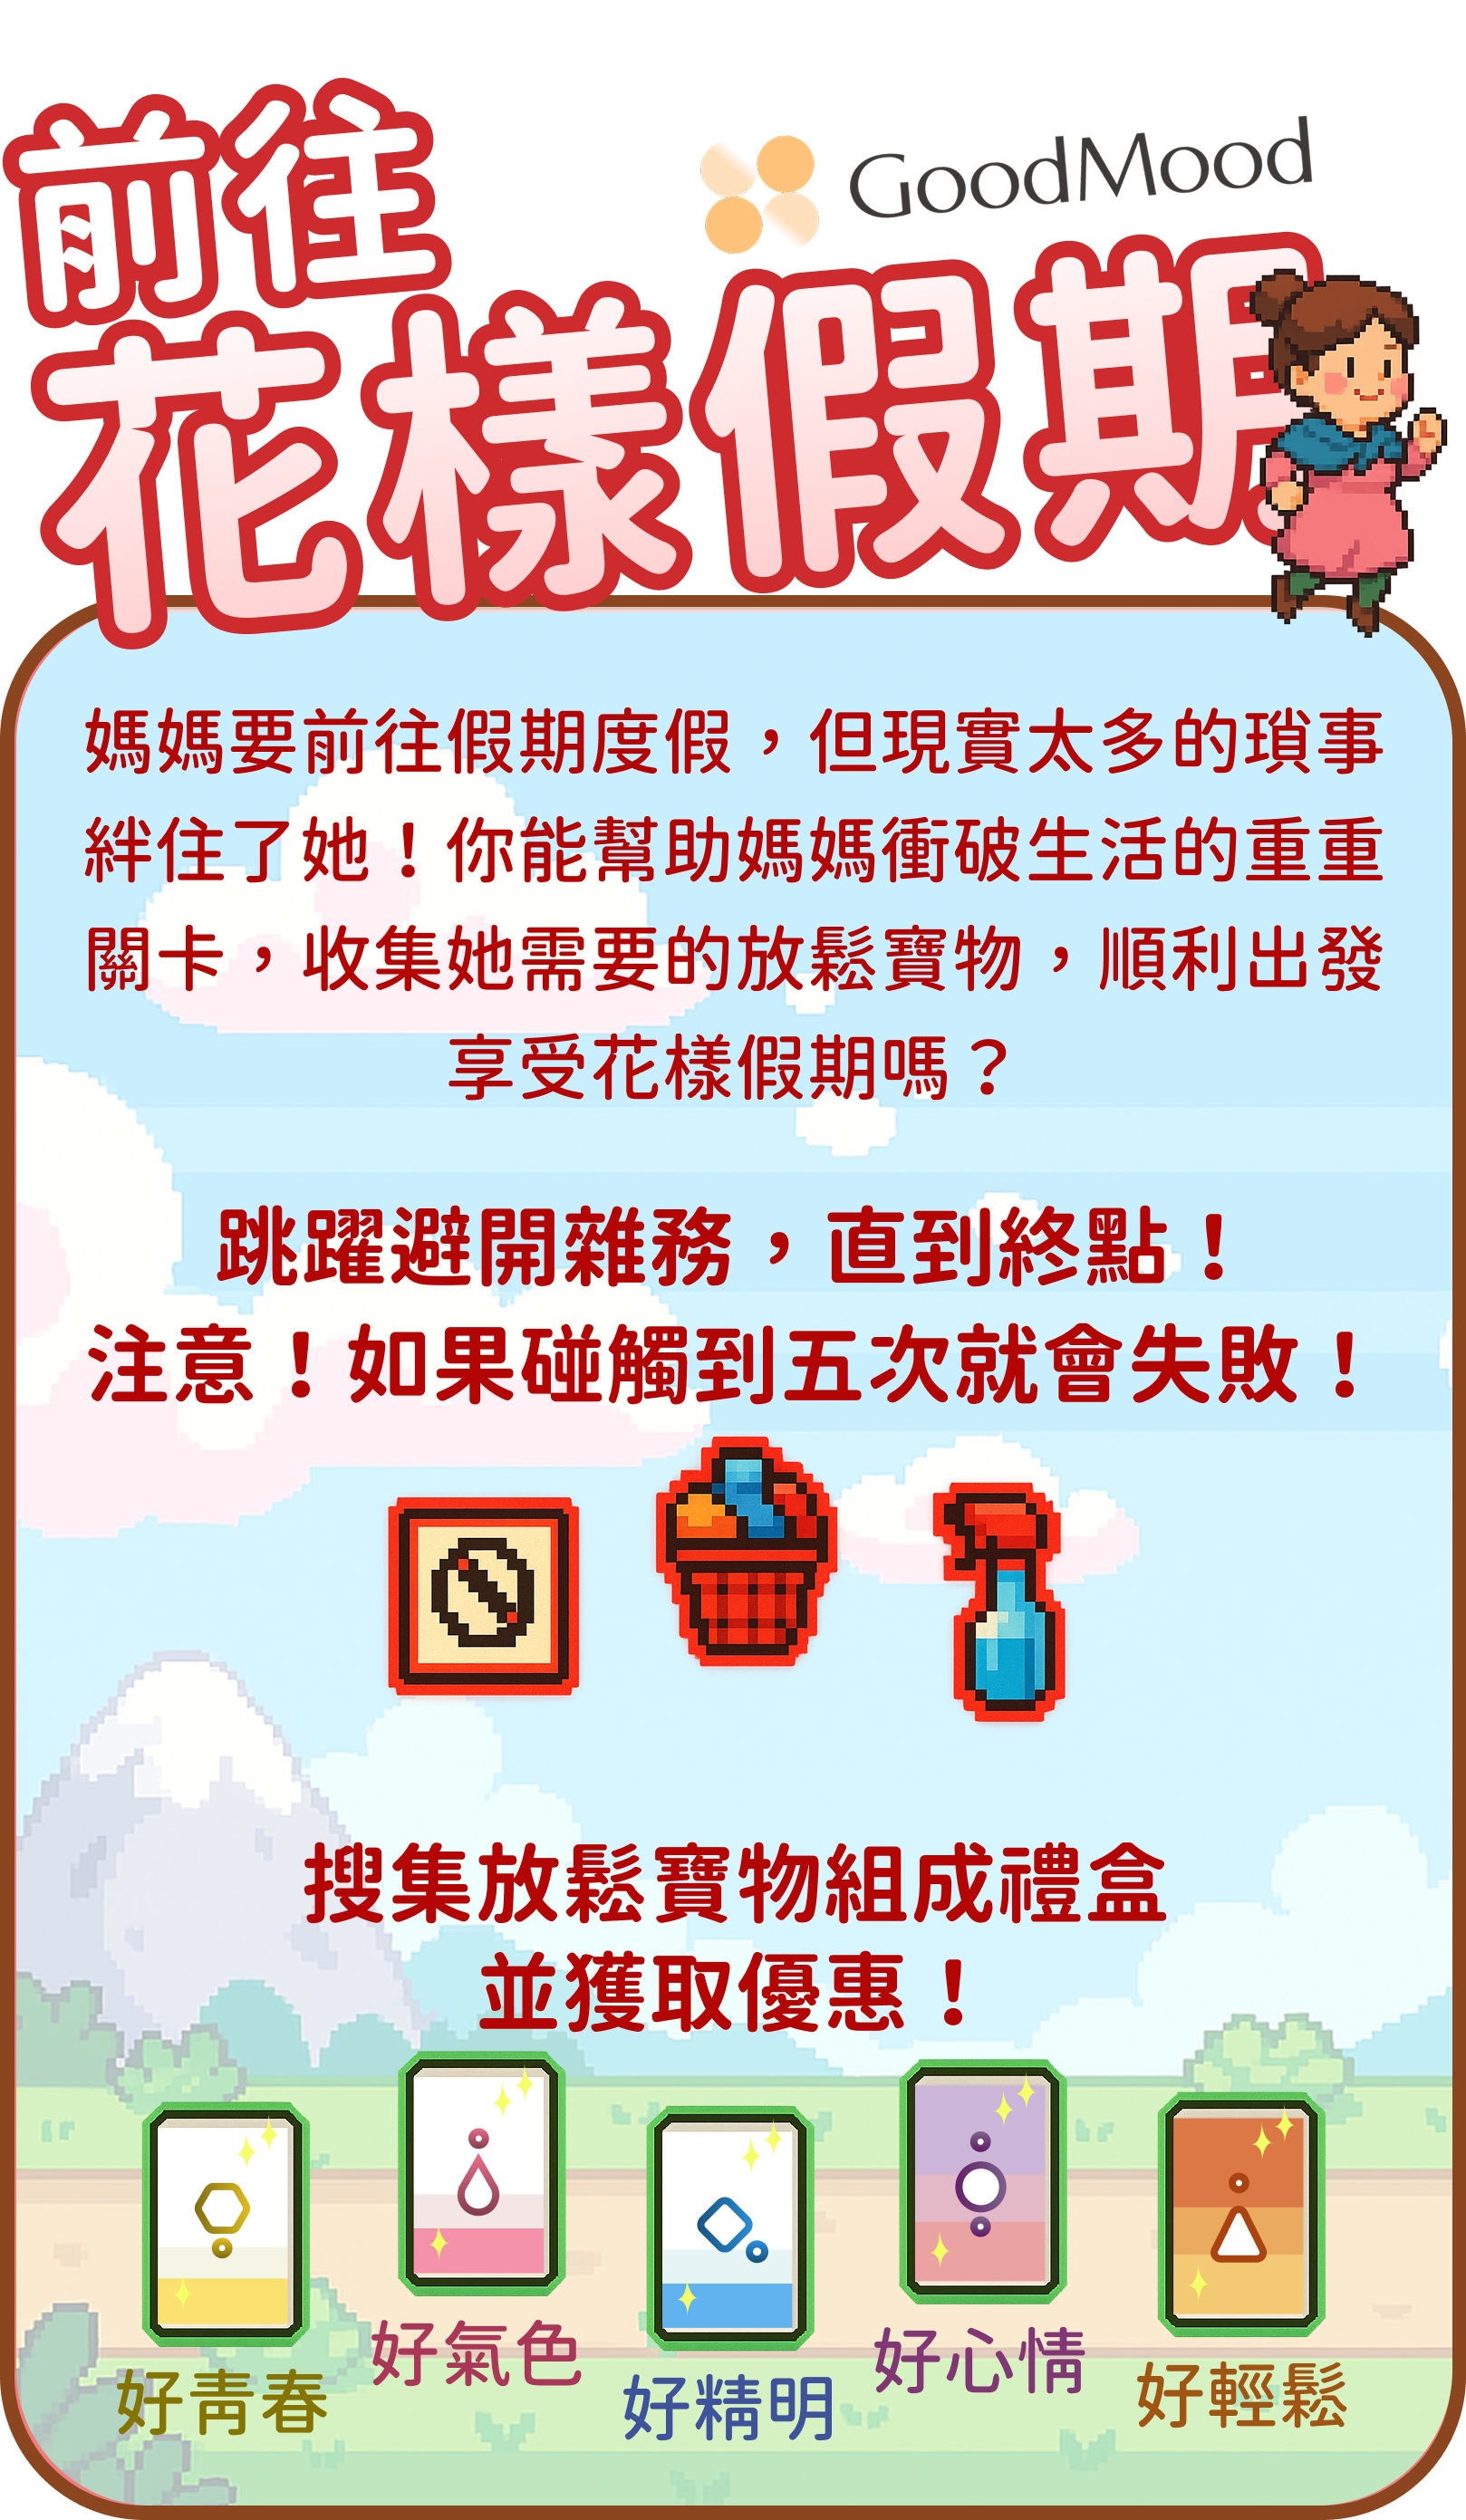 前往
GoodMood
花樣假期
媽媽要前往假期度假，但現實太多的瑣事
絆住了她！你能幫助媽媽衝破生活的重重
關卡，收集她需要的放鬆寶物，順利出發
享受花樣假期嗎？
跳躍避開雜務，直到終點！
注意！如果碰觸到五次就會失敗！
搜集放鬆寶物組成禮盒
並獲取優惠！
好青春
好氣色
好精明
好心情
好輕鬆